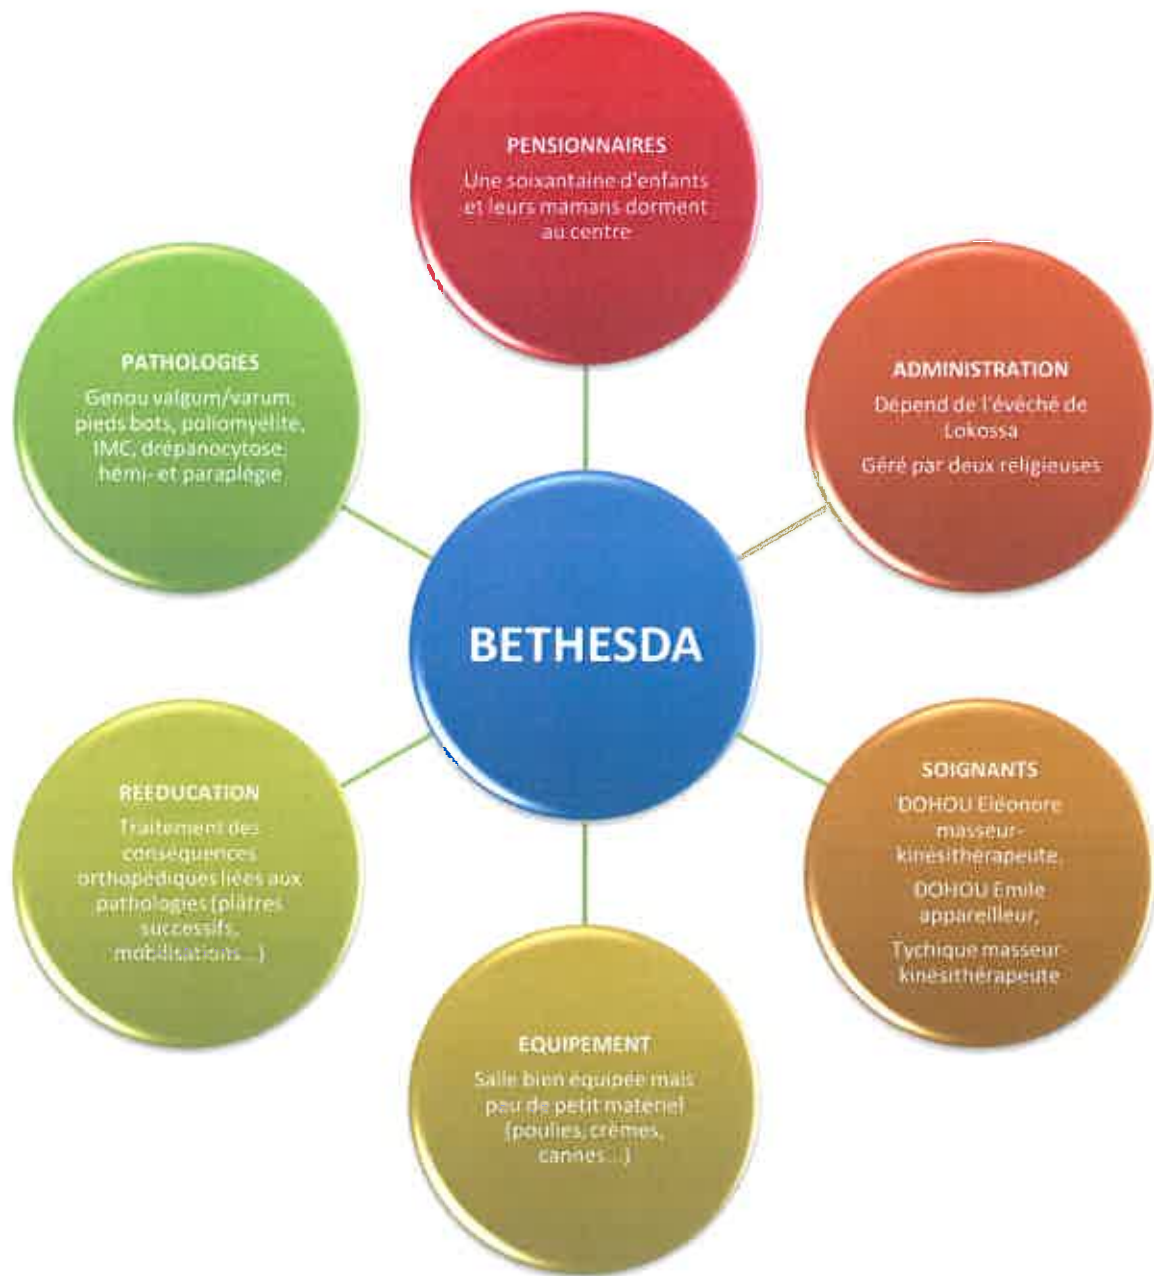 PENSIONNAIRES
Une soixantaine d'enfants
et leurs mamans dorment
au centre
ADMINISTRATION
Dépend de l'évêché de
Lokossa
Géré par deux religieuses
SOIGNANTS
DOHOU Eléonore
masseur-
kinésithérapeute,
DOHOU Emile
appareilleur,
Tychique masseur
kinésithérapeute
EQUIPEMENT
Salle bien équipée mais
peu de petit matériel
(poulies, crèmes,
cannes...)
REEDUCATION
Traitement des
conséquences
orthopédiques liées aux
pathologies (plâtres
successifs,
mobilisations...)
PATHOLOGIES
Genou valgum/varum,
pieds bots, poliomyélite,
IMC, drépanocytose,
hémi- et paraplégie
BETHESDA